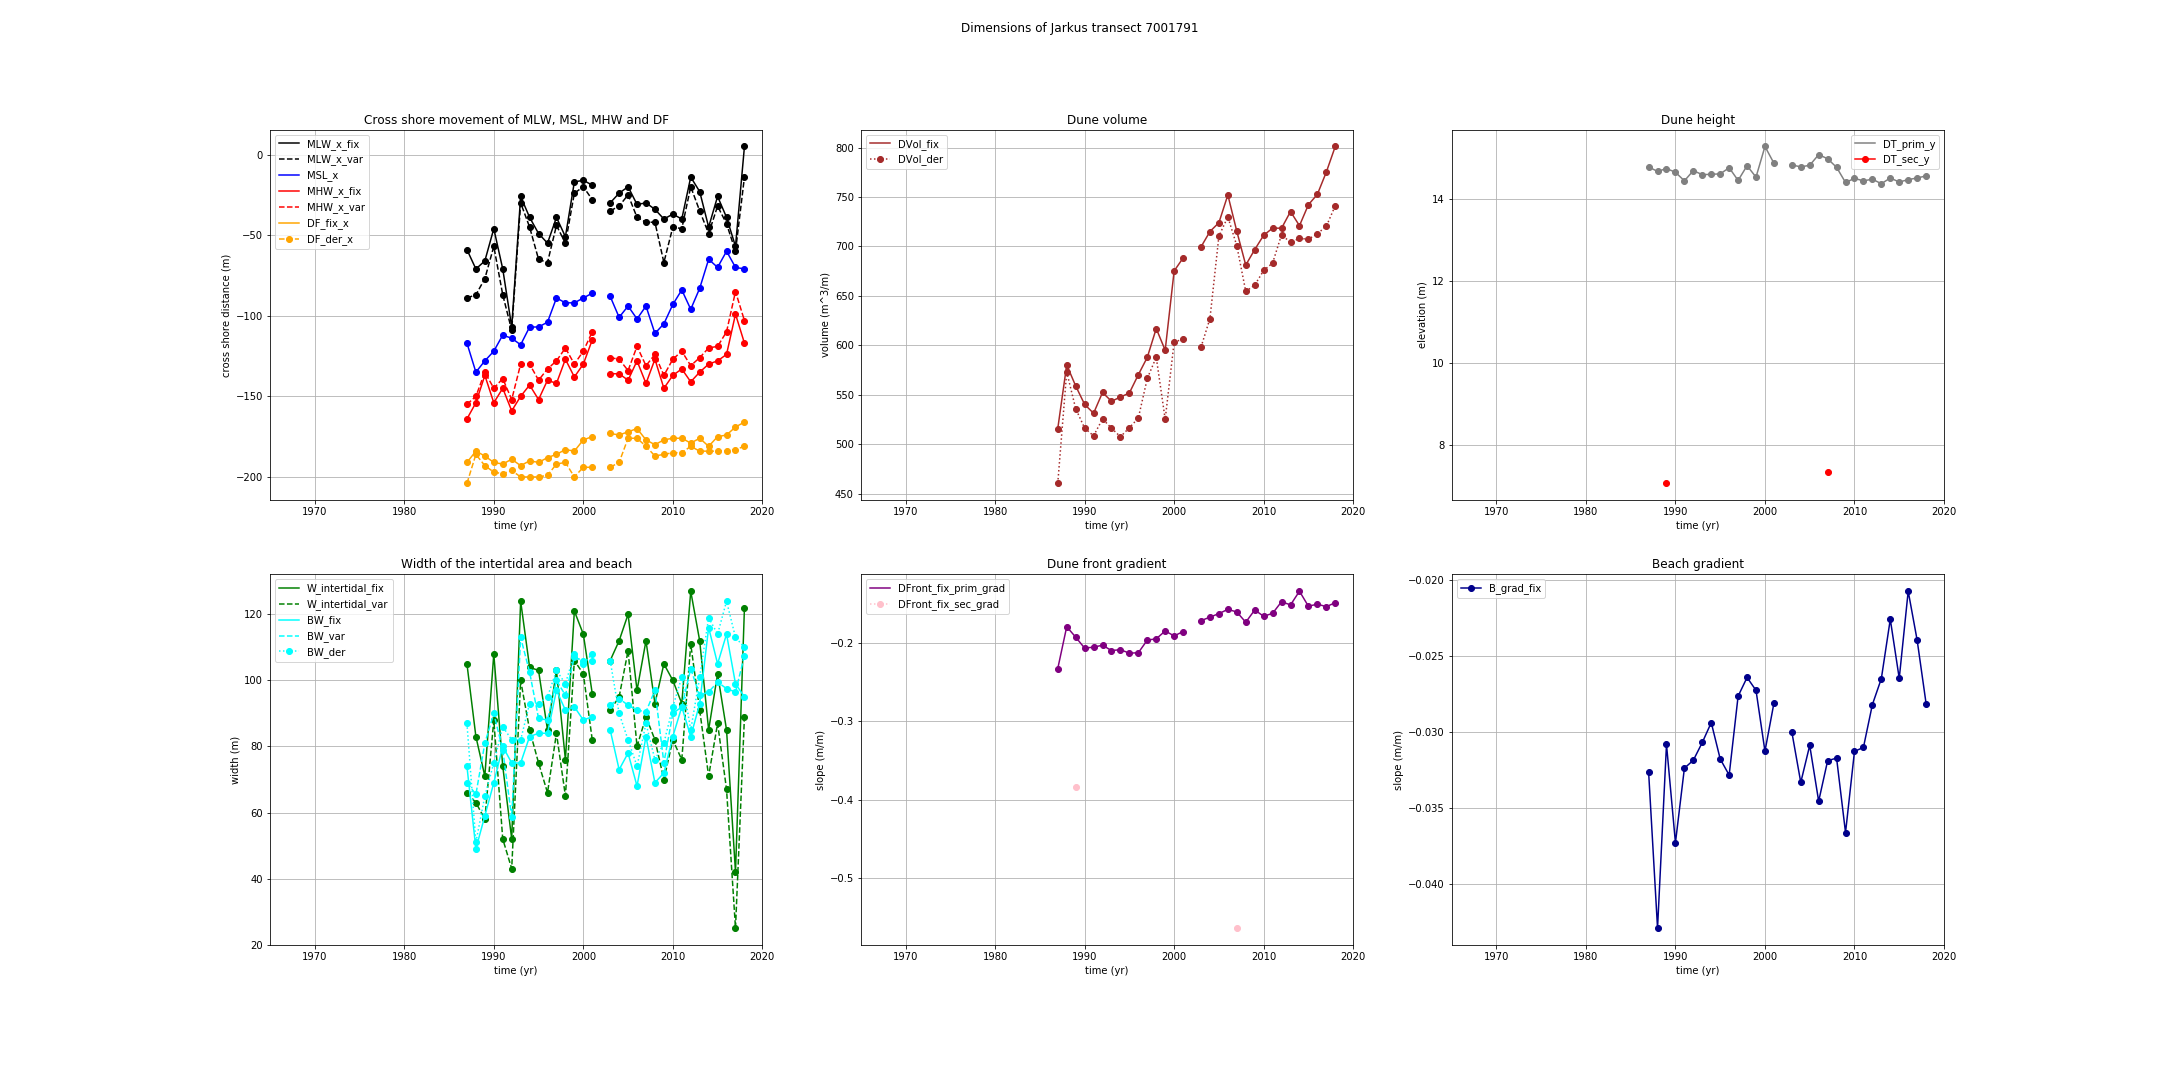 Dimensions of Jarkus transect 7001791
Cross shore movement of MLW, MSL, MHW and DF
MLW_x_fix
MLW_x_var
MSL_x
MHW_x_fix
MHW_x_var
DF_fix_x
DF_der_x
cross shore distance (m)
0
−50
−100
−150
−200
1970 1980 1990 2000 2010 2020
time (yr)
Dune volume
DVol_fix
DVol_der
volume (m^3/m)
800
750
700
650
600
550
500
450
1970 1980 1990 2000 2010 2020
time (yr)
Dune height
DT_prim_y
DT_sec_y
elevation (m)
14
12
10
8
1970 1980 1990 2000 2010 2020
time (yr)
Width of the intertidal area and beach
W_intertidal_fix
W_intertidal_var
BW_fix
BW_var
BW_der
width (m)
120
100
80
60
40
20
1970 1980 1990 2000 2010 2020
time (yr)
Dune front gradient
DFront_fix_prim_grad
DFront_fix_sec_grad
slope (m/m)
−0.2
−0.3
−0.4
−0.5
1970 1980 1990 2000 2010 2020
time (yr)
Beach gradient
B_grad_fix
slope (m/m)
−0.020
−0.025
−0.030
−0.035
−0.040
1970 1980 1990 2000 2010 2020
time (yr)